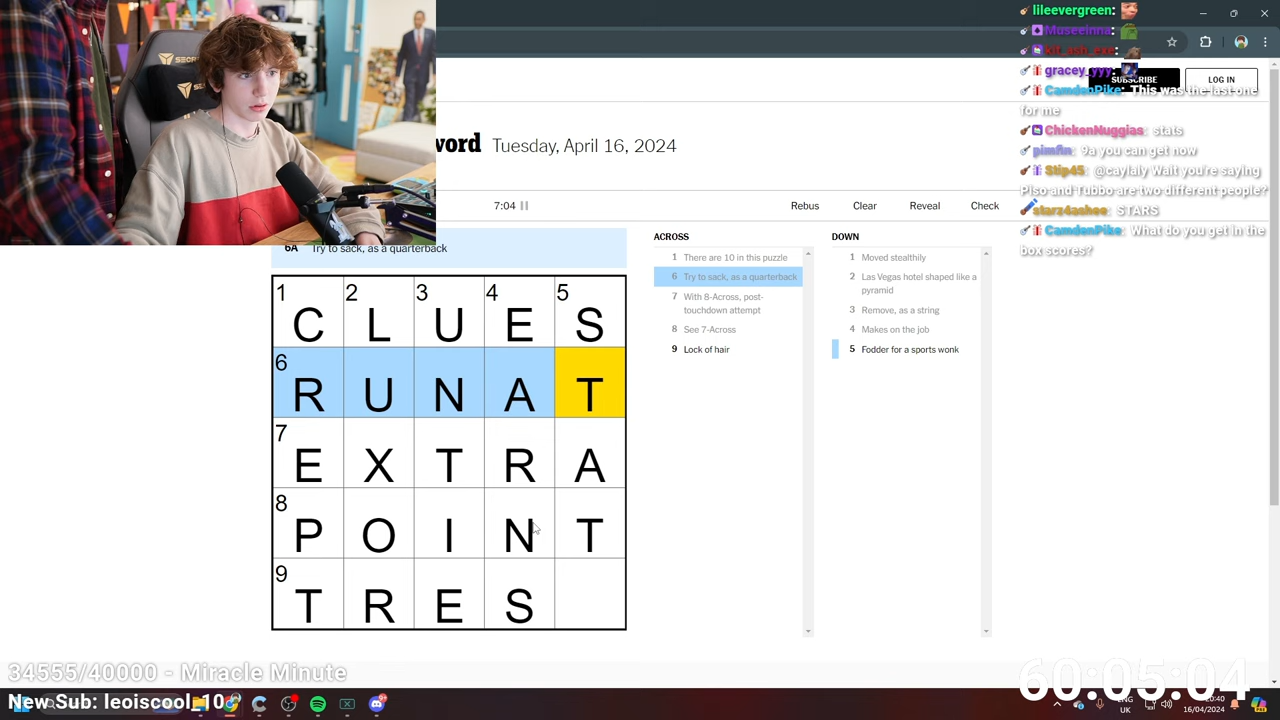 lileevergreen:
Museeinna:
kit_ash_exe:
gracey_yyy:
CamdenPike: This was the last one
for me
ChickenNuggias: stats
pimfin: 9a you can get now
Stip45: @caylaly Wait you're saying
Piso and Tubbo are two different people?
starz4ashee: STARS
CamdenPike: What do you get in the
box scores?
SUBSCRIBE
LOG IN
word Tuesday, April 16, 2024
7:04
Rebus Clear Reveal Check
6A Try to sack, as a quarterback
1 2 3 4 5
C L U E S
6
R U N A T
7
E X T R A
8
P O I N T
9
T R E S
ACROSS
1 There are 10 in this puzzle
6 Try to sack, as a quarterback
7 With 8-Across, post-
touchdown attempt
8 See 7-Across
9 Lock of hair
DOWN
1 Moved stealthily
2 Las Vegas hotel shaped like a
pyramid
3 Remove, as a string
4 Makes on the job
5 Fodder for a sports wonk
34555/40000 - Miracle Minute
New Sub: leoiscool_10
60:05:04
ENG
UK
20:40
16/04/2024